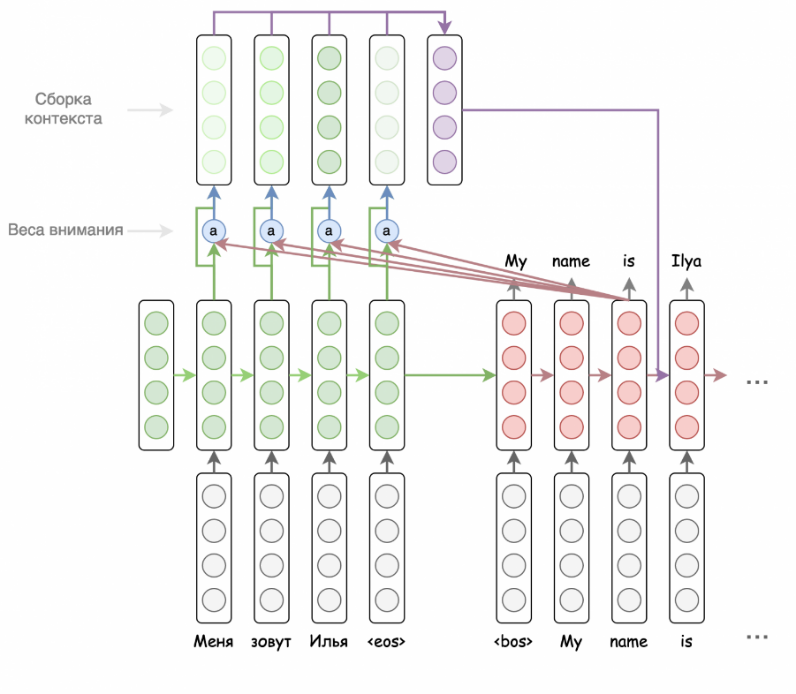 Сборка
контекста
Веса внимания
a a a a
My name is Ilya
...
Меня зовут Илья <eos> <bos> My name is
...